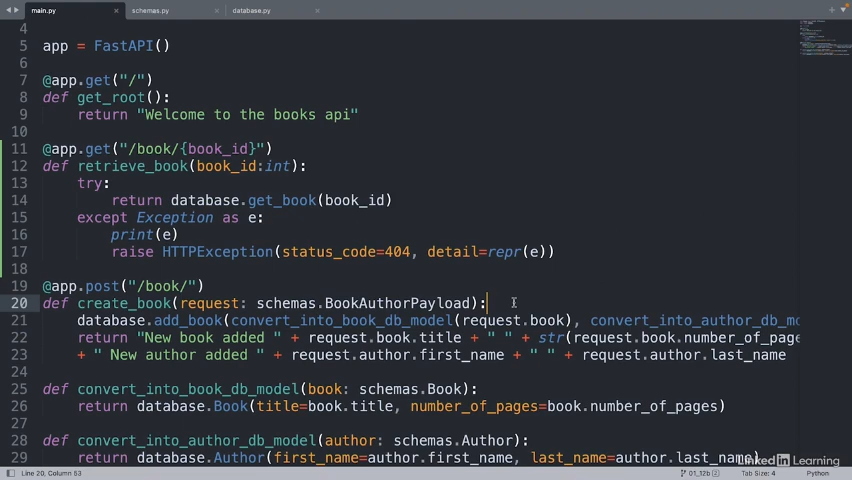 main.py
schemas.py
database.py
4
5 app = FastAPI()
6
7 @app.get("/")
8 def get_root():
9 return "Welcome to the books api"
10
11 @app.get("/book/{book_id}")
12 def retrieve_book(book_id:int):
13 try:
14 return database.get_book(book_id)
15 except Exception as e:
16 print(e)
17 raise HTTPException(status_code=404, detail=repr(e))
18
19 @app.post("/book/")
20 def create_book(request: schemas.BookAuthorPayload):
21 database.add_book(convert_into_book_db_model(request.book), convert_into_author_db_mo
22 return "New book added " + request.book.title + " " + str(request.book.number_of_pages
23 + " New author added " + request.author.first_name + " " + request.author.last_name
24
25 def convert_into_book_db_model(book: schemas.Book):
26 return database.Book(title=book.title, number_of_pages=book.number_of_pages)
27
28 def convert_into_author_db_model(author: schemas.Author):
29 return database.Author(first_name=author.first_name, last_name=author.last_name)
Linked in Learning
Line 20, Column 53
01_12b 2
Tab Size: 4
Python